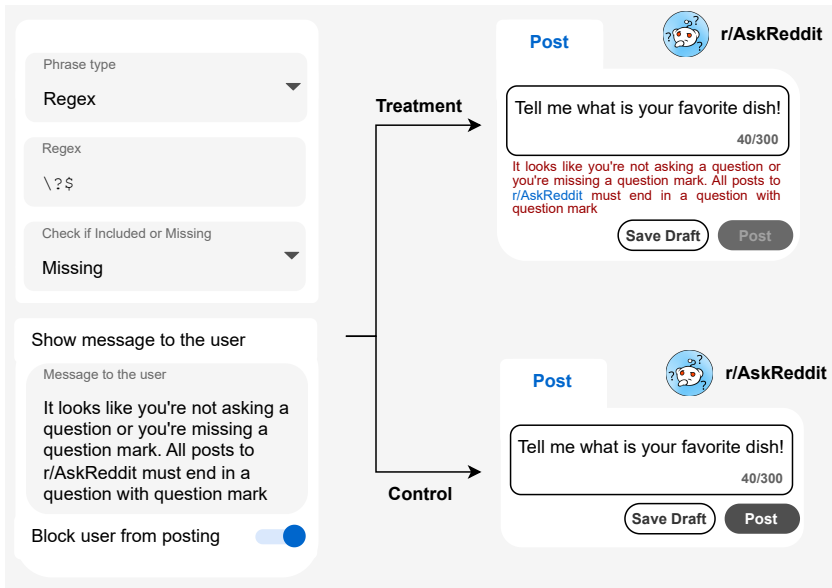 Phrase type
Regex
Regex
\?$
Check if Included or Missing
Missing
Show message to the user
Message to the user
It looks like you're not asking a
question or you're missing a
question mark. All posts to
r/AskReddit must end in a
question with question mark
Block user from posting
Treatment
Control
Post
r/AskReddit
Tell me what is your favorite dish!
40/300
It looks like you're not asking a question or
you're missing a question mark. All posts to
r/AskReddit must end in a question with
question mark
Save Draft
Post
Post
r/AskReddit
Tell me what is your favorite dish!
40/300
Save Draft
Post